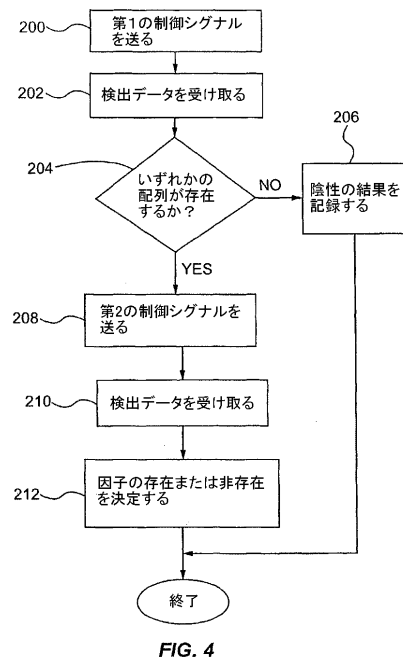 200
第1の制御シグナル
を送る
202
検出データを受け取る
204
いずれかの
配列が存在
するか？
NO
206
陰性の結果を
記録する
YES
208
第2の制御シグナルを
送る
210
検出データを受け取る
212
因子の存在または非存在
を決定する
終了
FIG. 4